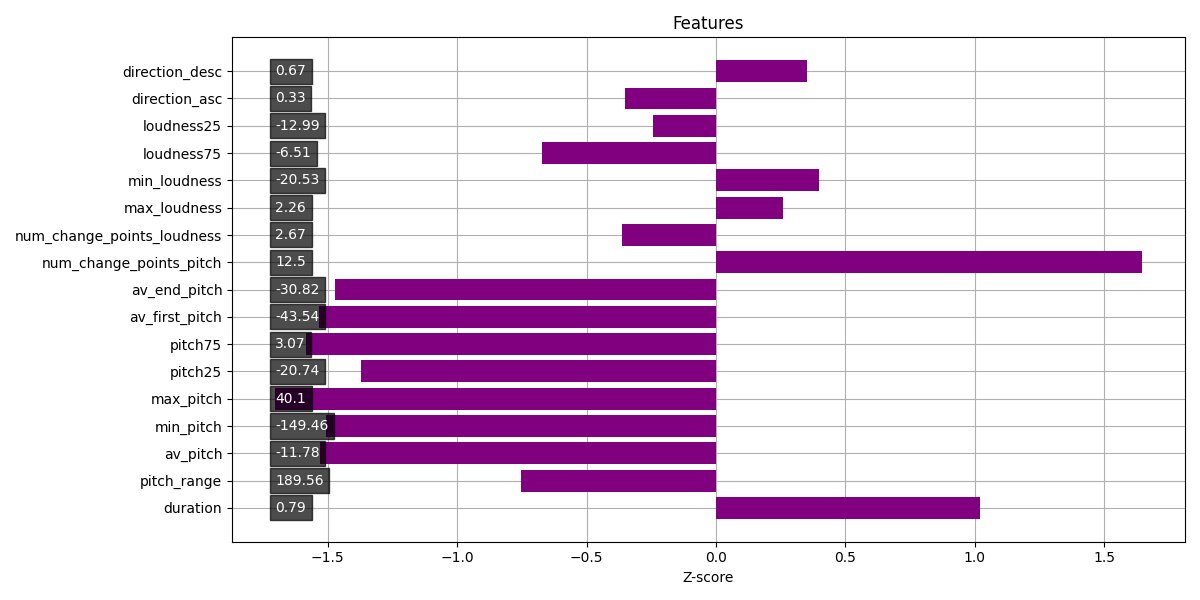 Features
direction_desc 0.67
direction_asc 0.33
loudness25 -12.99
loudness75 -6.51
min_loudness -20.53
max_loudness 2.26
num_change_points_loudness 2.67
num_change_points_pitch 12.5
av_end_pitch -30.82
av_first_pitch -43.54
pitch75 3.07
pitch25 -20.74
max_pitch 40.1
min_pitch -149.46
av_pitch -11.78
pitch_range 189.56
duration 0.79
−1.5 −1.0 −0.5 0.0 0.5 1.0 1.5
Z-score